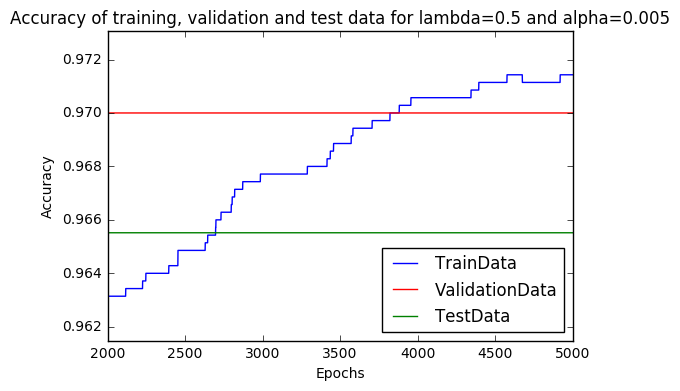 Accuracy of training, validation and test data for lambda=0.5 and alpha=0.005
0.972
0.970
0.968
0.966
0.964
0.962
Accuracy
TrainData
ValidationData
TestData
2000 2500 3000 3500 4000 4500 5000
Epochs